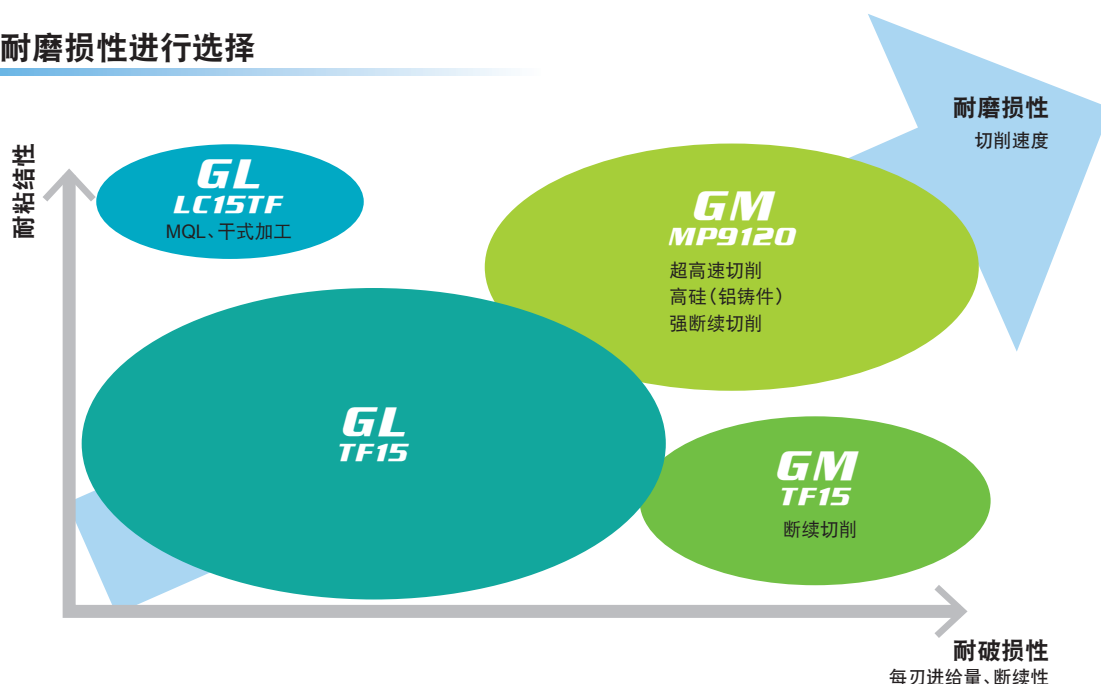 耐磨损性进行选择
耐磨损性
切削速度
耐粘结性
GL
LC15TF
MQL、干式加工
GM
MP9120
超高速切削
高硅(铝铸件)
强断续切削
GL
TF15
GM
TF15
断续切削
耐破损性
每刃进给量、断续性